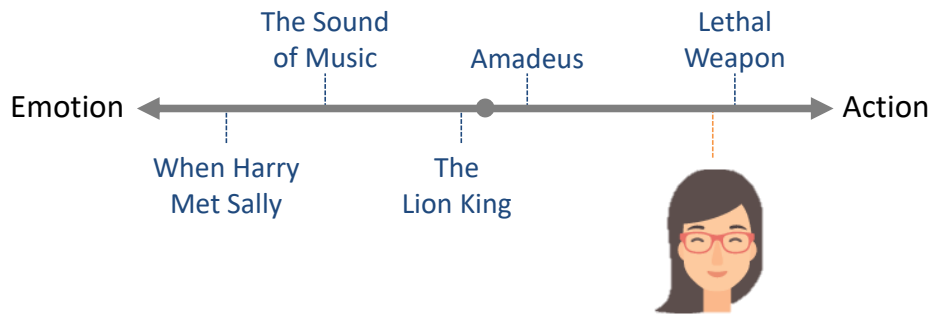 The Sound
of Music
Amadeus
Lethal
Weapon
Emotion
Action
When Harry
Met Sally
The
Lion King